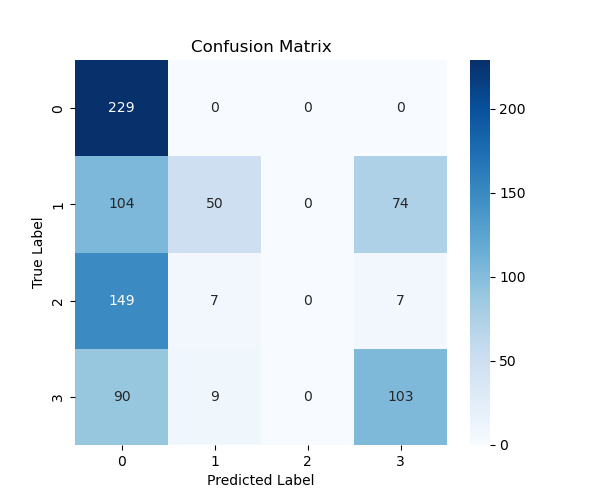 Confusion Matrix
0 229 0 0 0
1 104 50 0 74
2 149 7 0 7
3 90 9 0 103
0 1 2 3
Predicted Label
True Label
200
150
100
50
0